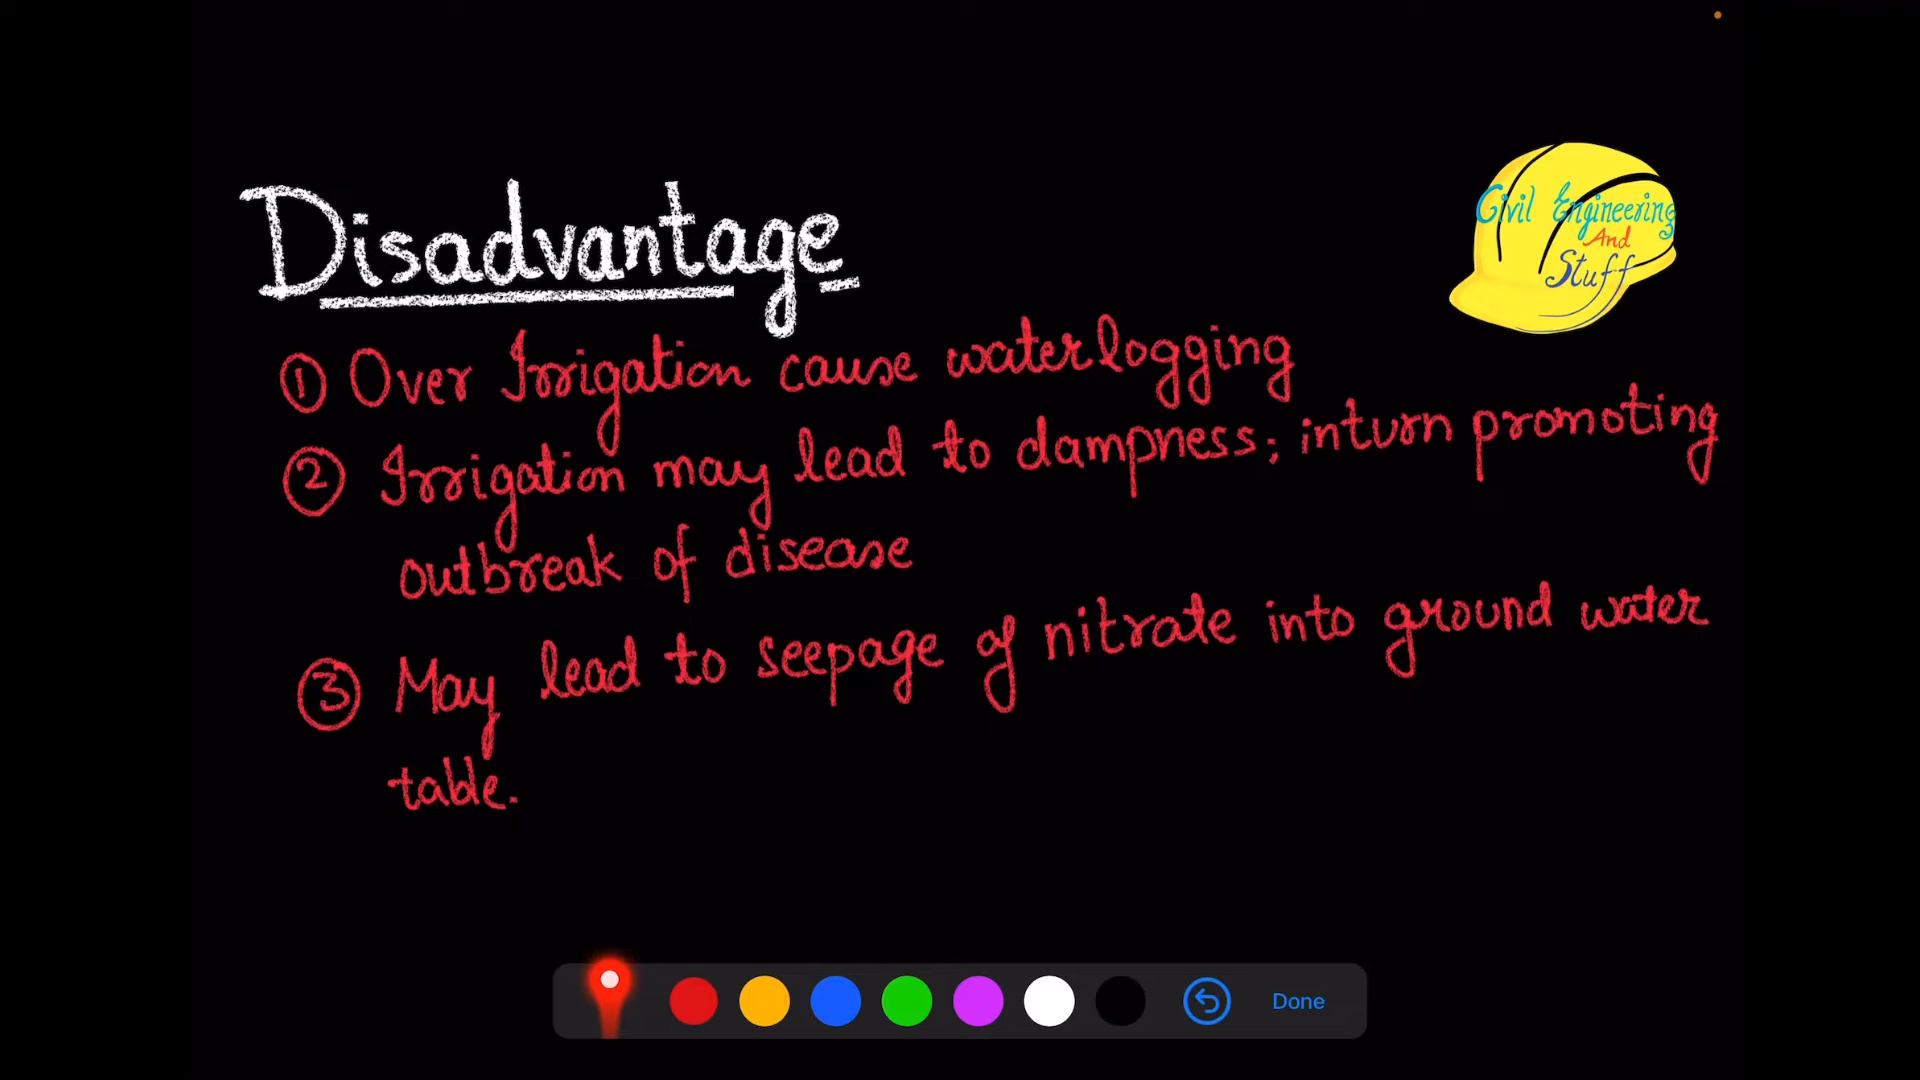 Disadvantage
Civil Engineering
And
Stuff
① Over Irrigation cause waterlogging
② Irrigation may lead to dampness; inturn promoting
outbreak of disease
③ May lead to seepage of nitrate into ground water
table.
Done